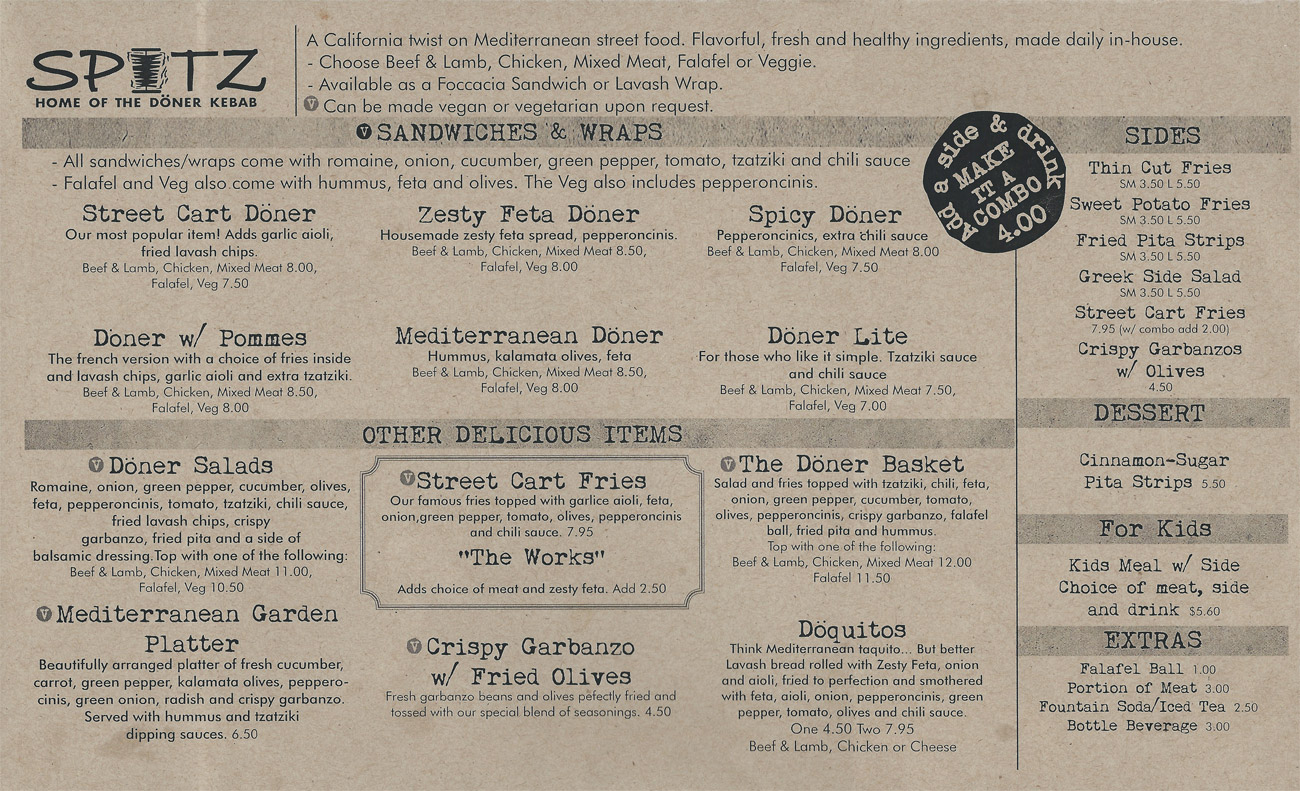 SPITZ
HOME OF THE DÖNER KEBAB
A California twist on Mediterranean street food. Flavorful, fresh and healthy ingredients, made daily in-house.
- Choose Beef & Lamb, Chicken, Mixed Meat, Falafel or Veggie.
- Available as a Foccacia Sandwich or Lavash Wrap.
V Can be made vegan or vegetarian upon request.
V SANDWICHES & WRAPS
- All sandwiches/wraps come with romaine, onion, cucumber, green pepper, tomato, tzatziki and chili sauce
- Falafel and Veg also come with hummus, feta and olives. The Veg also includes pepperoncinis.
Street Cart Döner
Our most popular item! Adds garlic aioli,
fried lavash chips.
Beef & Lamb, Chicken, Mixed Meat 8.00,
Falafel, Veg 7.50
Zesty Feta Döner
Housemade zesty feta spread, pepperoncinis.
Beef & Lamb, Chicken, Mixed Meat 8.50,
Falafel, Veg 8.00
Spicy Döner
Pepperoncinics, extra chili sauce
Beef & Lamb, Chicken, Mixed Meat 8.00
Falafel, Veg 7.50
Add a side & drink
MAKE
IT A
COMBO
4.00
Doner w/ Pommes
The french version with a choice of fries inside
and lavash chips, garlic aioli and extra tzatziki.
Beef & Lamb, Chicken, Mixed Meat 8.50,
Falafel, Veg 8.00
Mediterranean Döner
Hummus, kalamata olives, feta
Beef & Lamb, Chicken, Mixed Meat 8.50,
Falafel, Veg 8.00
Döner Lite
For those who like it simple. Tzatziki sauce
and chili sauce
Beef & Lamb, Chicken, Mixed Meat 7.50,
Falafel, Veg 7.00
OTHER DELICIOUS ITEMS
V Döner Salads
Romaine, onion, green pepper, cucumber, olives,
feta, pepperoncinis, tomato, tzatziki, chili sauce,
fried lavash chips, crispy
garbanzo, fried pita and a side of
balsamic dressing.Top with one of the following:
Beef & Lamb, Chicken, Mixed Meat 11.00,
Falafel, Veg 10.50
V Mediterranean Garden
Platter
Beautifully arranged platter of fresh cucumber,
carrot, green pepper, kalamata olives, peppero-
cinis, green onion, radish and crispy garbanzo.
Served with hummus and tzatziki
dipping sauces. 6.50
V Street Cart Fries
Our famous fries topped with garlice aioli, feta,
onion,green pepper, tomato, olives, pepperoncinis
and chili sauce. 7.95
"The Works"
Adds choice of meat and zesty feta. Add 2.50
V Crispy Garbanzo
w/ Fried Olives
Fresh garbanzo beans and olives pefectly fried and
tossed with our special blend of seasonings. 4.50
V The Döner Basket
Salad and fries topped with tzatziki, chili, feta,
onion, green pepper, cucumber, tomato,
olives, pepperoncinis, crispy garbanzo, falafel
ball, fried pita and hummus.
Top with one of the following:
Beef & Lamb, Chicken, Mixed Meat 12.00
Falafel 11.50
Döquitos
Think Mediterranean taquito... But better
Lavash bread rolled with Zesty Feta, onion
and aioli, fried to perfection and smothered
with feta, aioli, onion, pepperoncinis, green
pepper, tomato, olives and chili sauce.
One 4.50 Two 7.95
Beef & Lamb, Chicken or Cheese
SIDES
Thin Cut Fries
SM 3.50 L 5.50
Sweet Potato Fries
SM 3.50 L 5.50
Fried Pita Strips
SM 3.50 L 5.50
Greek Side Salad
SM 3.50 L 5.50
Street Cart Fries
7.95 (w/ combo add 2.00)
Crispy Garbanzos
w/ Olives
4.50
DESSERT
Cinnamon-Sugar
Pita Strips 5.50
For Kids
Kids Meal w/ Side
Choice of meat, side
and drink $5.60
EXTRAS
Falafel Ball 1.00
Portion of Meat 3.00
Fountain Soda/Iced Tea 2.50
Bottle Beverage 3.00